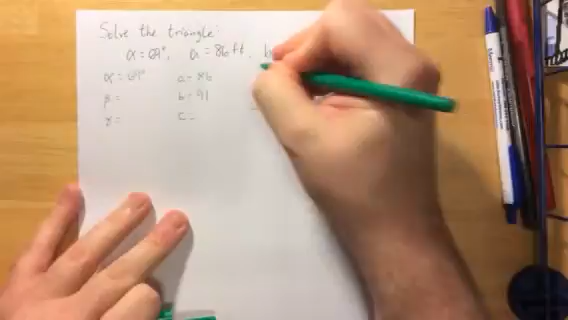 Solve the triangle:
α = 69°, a = 86 ft, b
α = 69° a = 86
β = b = 91
γ = c =